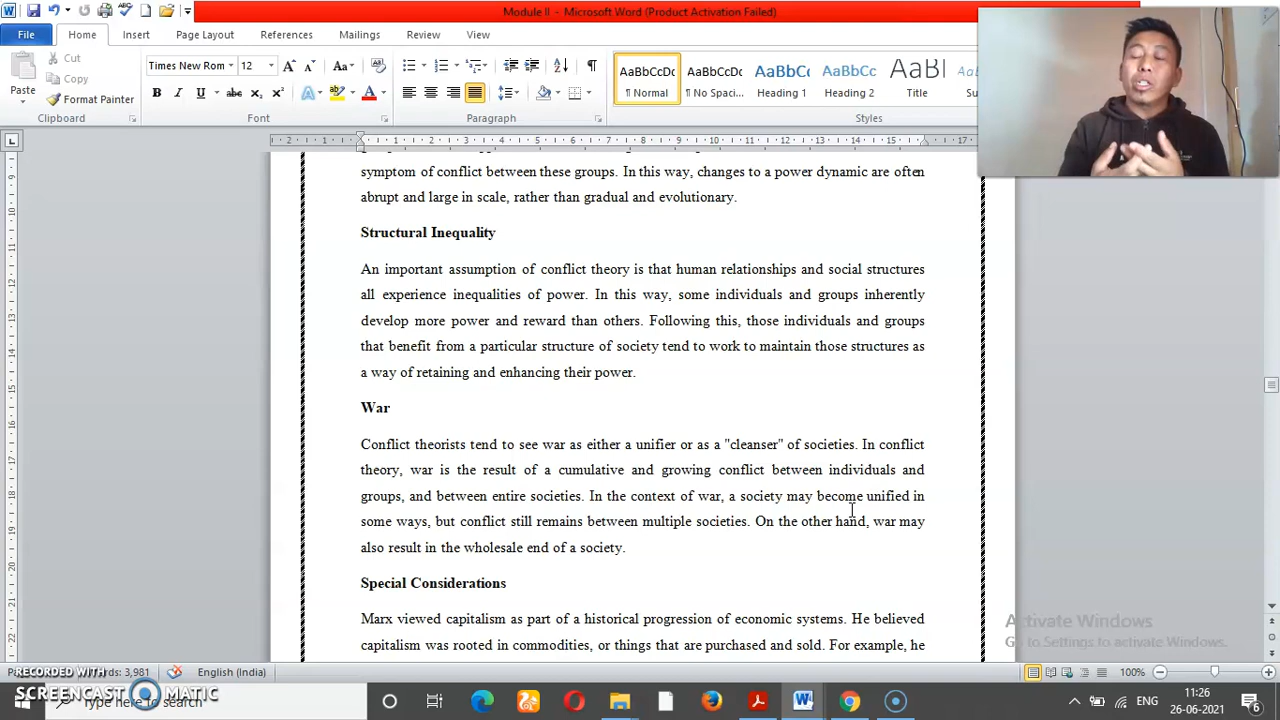 Module II - Microsoft Word (Product Activation Failed)
File Home Insert Page Layout References Mailings Review View
Cut
Copy
Paste
Format Painter
Clipboard
Times New Rom 12
Font
Paragraph
AaBbCcDc AaBbCcDc AaBbC AaBbCc AaBl
¶ Normal ¶ No Spaci... Heading 1 Heading 2 Title
Styles
symptom of conflict between these groups. In this way, changes to a power dynamic are often
abrupt and large in scale, rather than gradual and evolutionary.
Structural Inequality
An important assumption of conflict theory is that human relationships and social structures
all experience inequalities of power. In this way, some individuals and groups inherently
develop more power and reward than others. Following this, those individuals and groups
that benefit from a particular structure of society tend to work to maintain those structures as
a way of retaining and enhancing their power.
War
Conflict theorists tend to see war as either a unifier or as a "cleanser" of societies. In conflict
theory, war is the result of a cumulative and growing conflict between individuals and
groups, and between entire societies. In the context of war, a society may become unified in
some ways, but conflict still remains between multiple societies. On the other hand, war may
also result in the wholesale end of a society.
Special Considerations
Marx viewed capitalism as part of a historical progression of economic systems. He believed
capitalism was rooted in commodities, or things that are purchased and sold. For example, he
Activate Windows
Go to Settings to activate Windows.
3,981 English (India) 100%
RECORDED WITH
SCREENCAST MATIC
Type here to search
ENG
11:26
26-06-2021
6